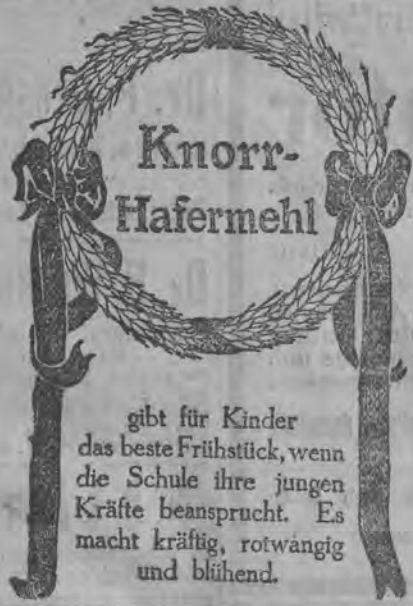 Knorr-
Hafermehl
gibt für Kinder
das beste Frühstück, wenn
die Schule ihre jungen
Kräfte beansprucht. Es
macht kräftig, rotwangig
und blühend.